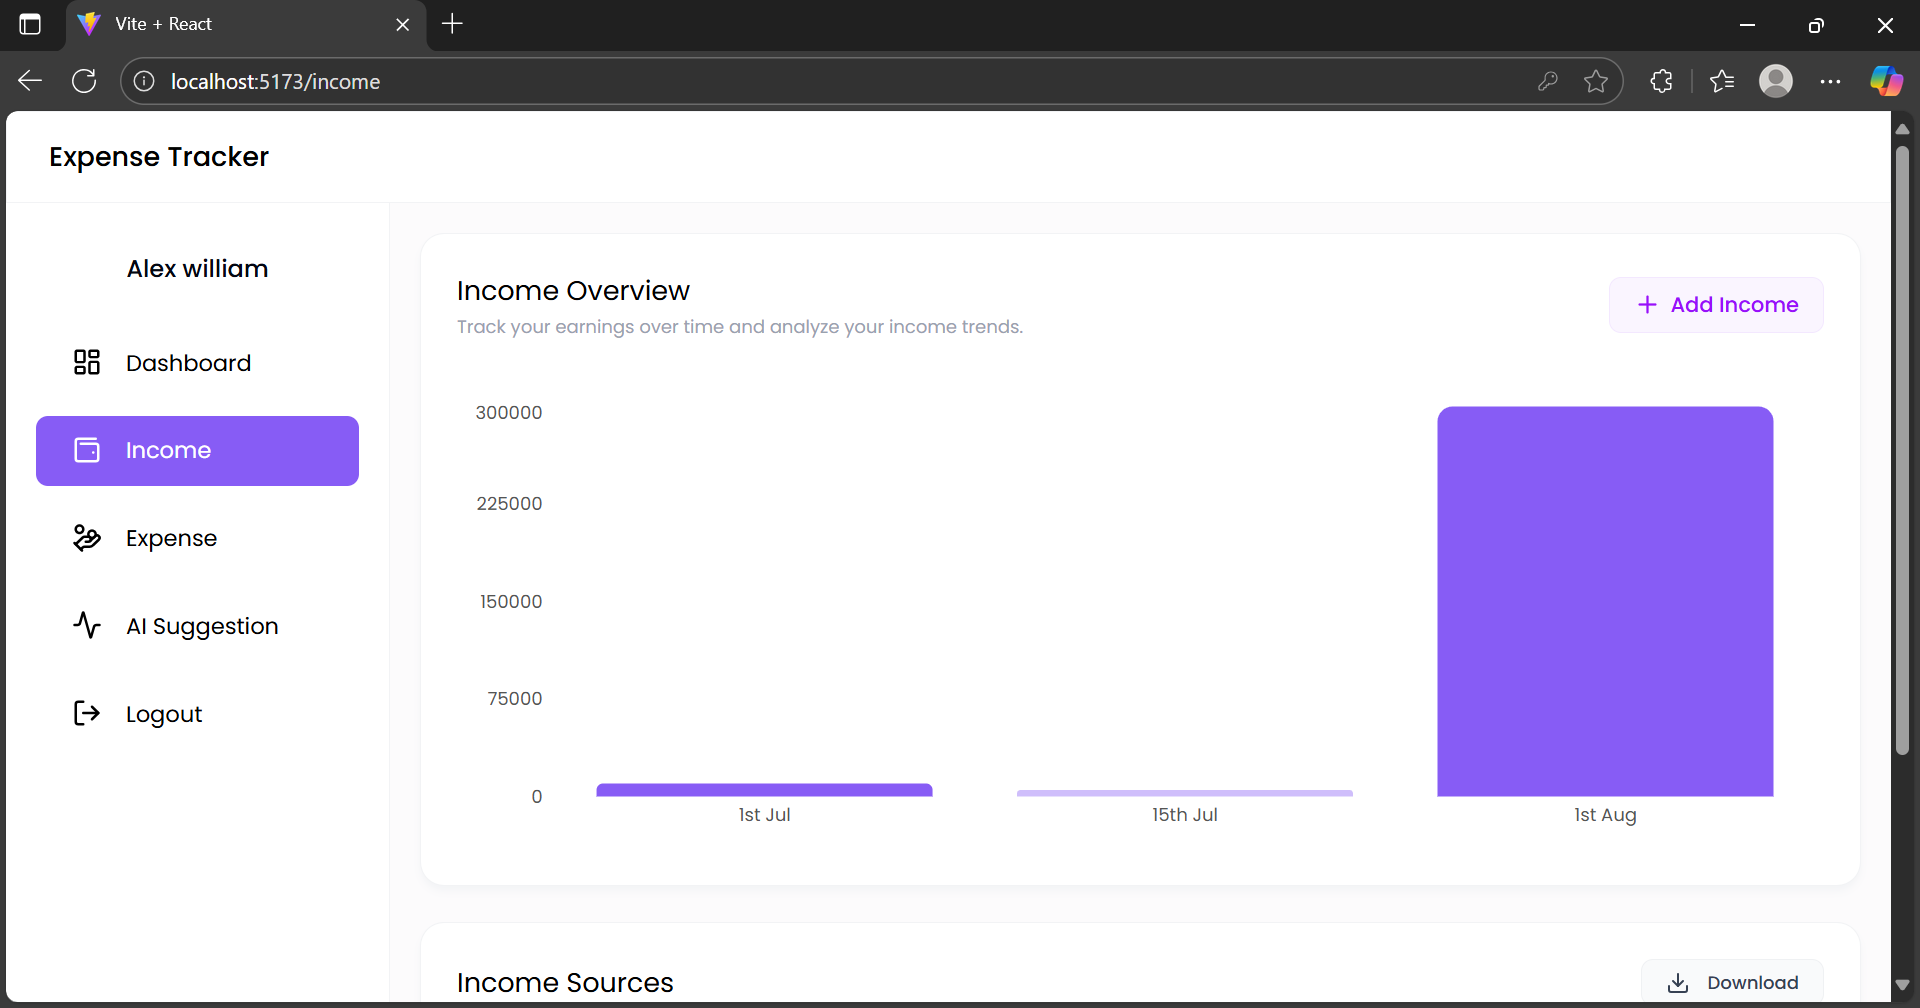 Vite + React
localhost:5173/income
Expense Tracker
Alex william
Dashboard
Income
Expense
AI Suggestion
Logout
Income Overview
Track your earnings over time and analyze your income trends.
Add Income
300000
225000
150000
75000
0
1st Jul
15th Jul
1st Aug
Income Sources
Download